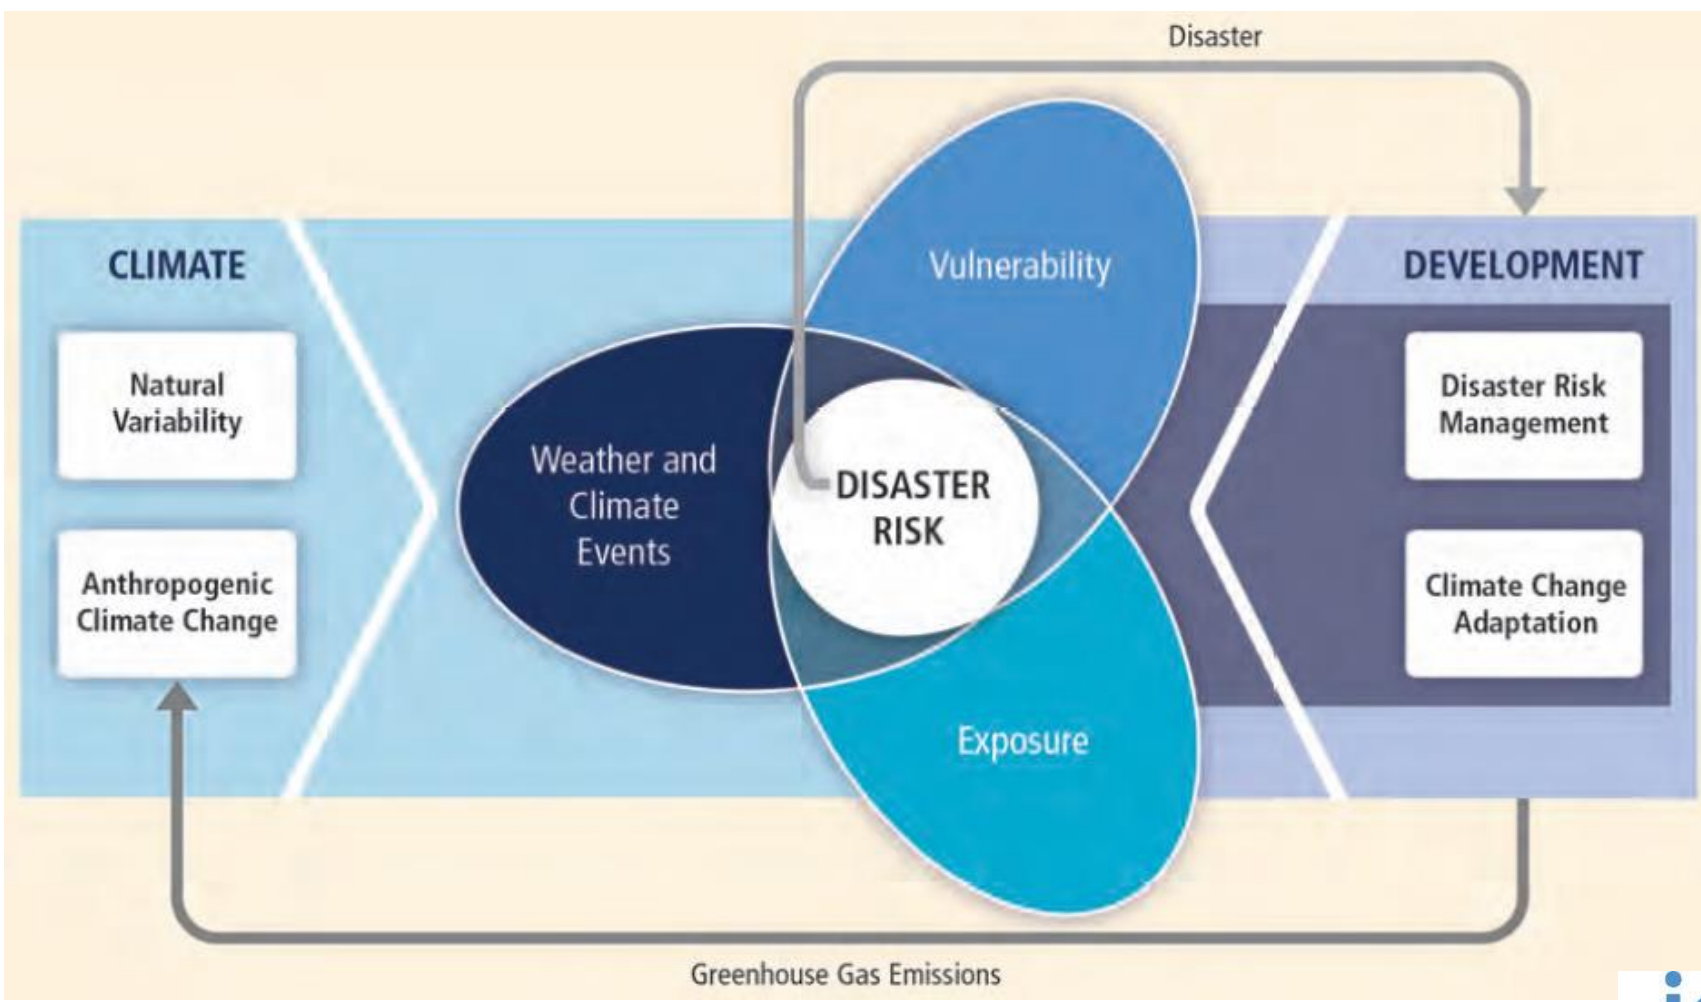 Disaster
CLIMATE
Natural
Variability
Anthropogenic
Climate Change
Weather and
Climate
Events
Vulnerability
DISASTER
RISK
Exposure
DEVELOPMENT
Disaster Risk
Management
Climate Change
Adaptation
Greenhouse Gas Emissions